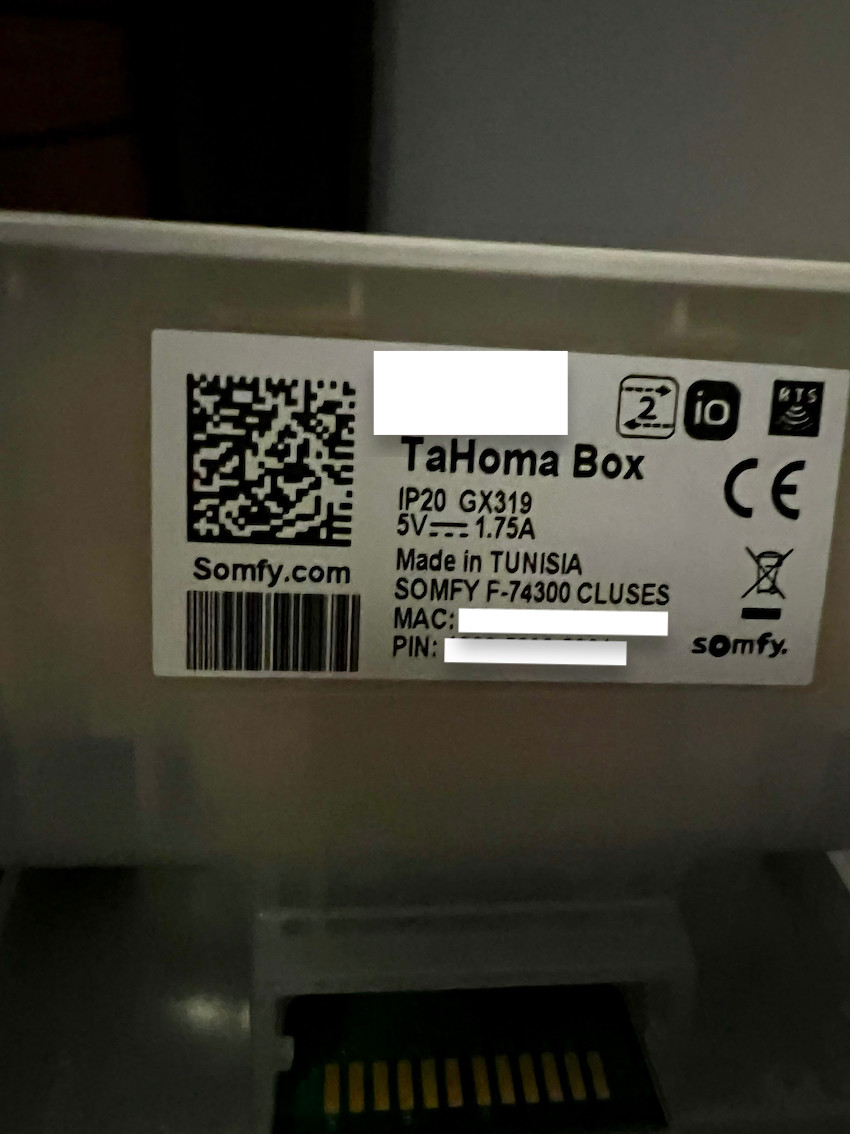 2
io
RTS
TaHoma Box
IP20 GX319
5V 1.75A
CE
Made in TUNISIA
Somfy.com
SOMFY F-74300 CLUSES
MAC:
PIN:
somfy.